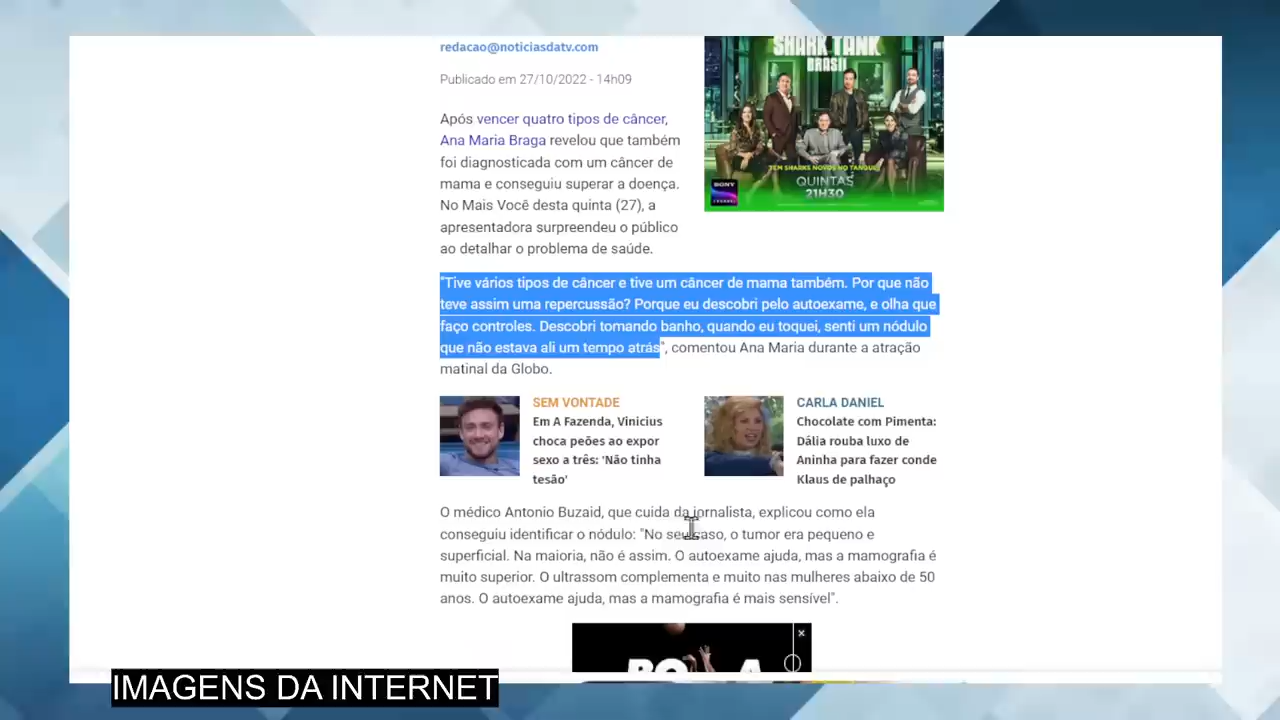 redacao@noticiasdatv.com
Publicado em 27/10/2022 - 14h09
Após vencer quatro tipos de câncer,
Ana Maria Braga revelou que também
foi diagnosticada com um câncer de
mama e conseguiu superar a doença.
No Mais Você desta quinta (27), a
apresentadora surpreendeu o público
ao detalhar o problema de saúde.
SHARK TANK
BRASIL
TEM SHARKS NOVOS NO TANQUE
QUINTAS
21H30
SONY
CHANNEL
"Tive vários tipos de câncer e tive um câncer de mama também. Por que não
teve assim uma repercussão? Porque eu descobri pelo autoexame, e olha que
faço controles. Descobri tomando banho, quando eu toquei, senti um nódulo
que não estava ali um tempo atrás", comentou Ana Maria durante a atração
matinal da Globo.
SEM VONTADE
Em A Fazenda, Vinicius
choca peões ao expor
sexo a três: 'Não tinha
tesão'
CARLA DANIEL
Chocolate com Pimenta:
Dália rouba luxo de
Aninha para fazer conde
Klaus de palhaço
O médico Antonio Buzaid, que cuida da jornalista, explicou como ela
conseguiu identificar o nódulo: "No seu caso, o tumor era pequeno e
superficial. Na maioria, não é assim. O autoexame ajuda, mas a mamografia é
muito superior. O ultrassom complementa e muito nas mulheres abaixo de 50
anos. O autoexame ajuda, mas a mamografia é mais sensível".
IMAGENS DA INTERNET